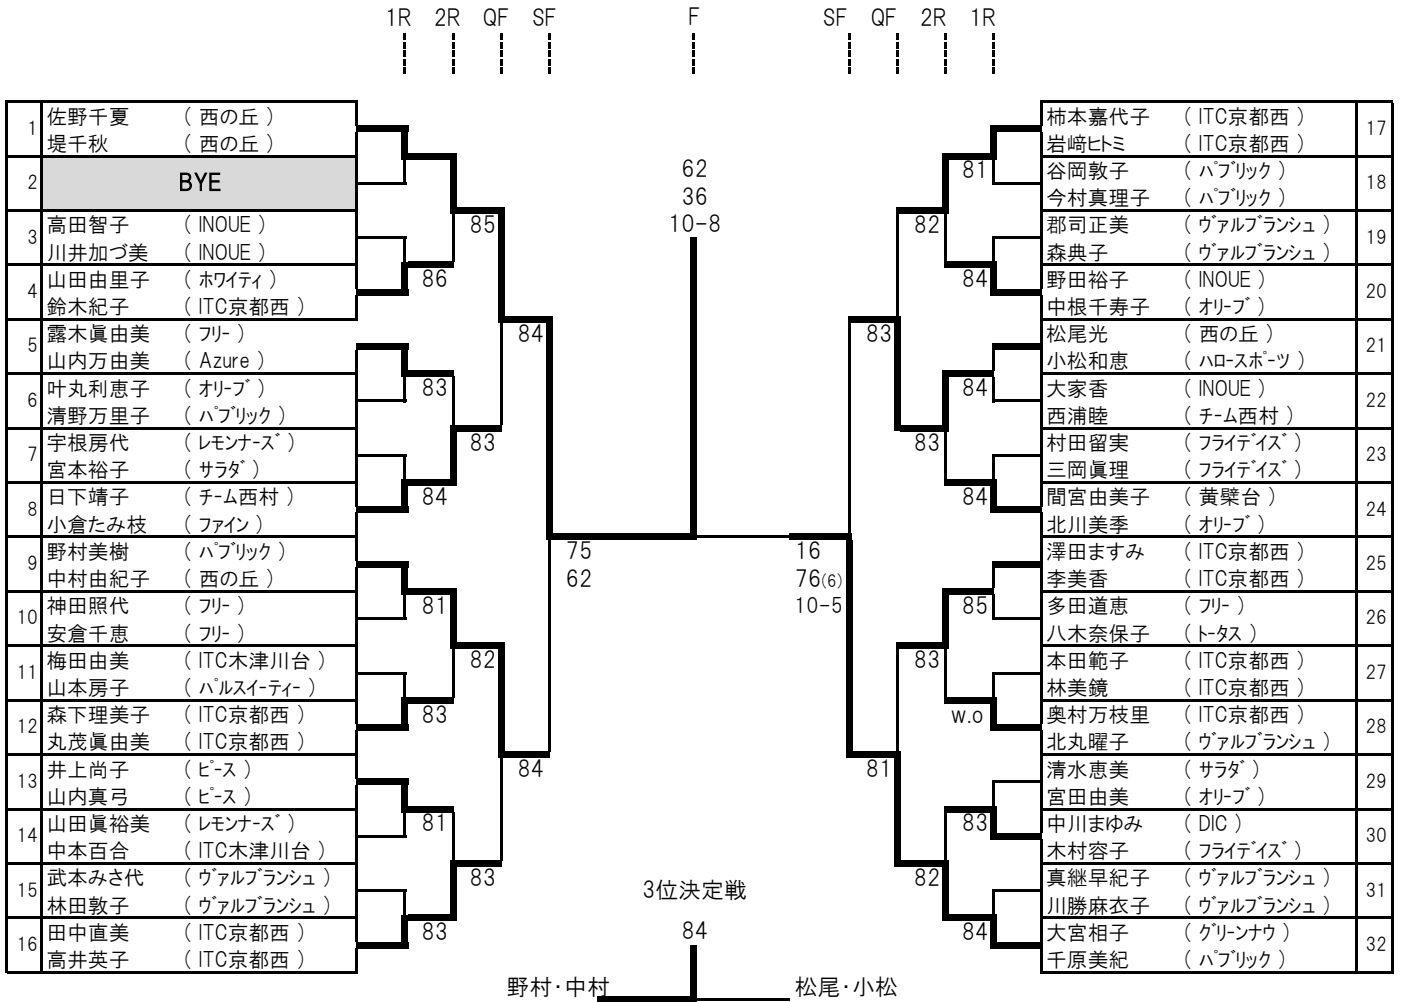 1R 2R QF SF F SF QF 2R 1R
1 佐野千夏 ( 西の丘 )
堤千秋 ( 西の丘 )
2 BYE
3 高田智子 ( INOUE )
川井加づ美 ( INOUE )
4 山田由里子 ( ホワイティ )
鈴木紀子 ( ITC京都西 )
5 露木眞由美 ( フリー )
山内万由美 ( Azure )
6 叶丸利恵子 ( オリーブ )
清野万里子 ( パブリック )
7 宇根房代 ( レモンナーズ )
宮本裕子 ( サラダ )
8 日下靖子 ( チーム西村 )
小倉たみ枝 ( ファイン )
9 野村美樹 ( パブリック )
中村由紀子 ( 西の丘 )
10 神田照代 ( フリー )
安倉千恵 ( フリー )
11 梅田由美 ( ITC木津川台 )
山本房子 ( パルスイーティー )
12 森下理美子 ( ITC京都西 )
丸茂眞由美 ( ITC京都西 )
13 井上尚子 ( ピース )
山内真弓 ( ピース )
14 山田眞裕美 ( レモンナーズ )
中本百合 ( ITC木津川台 )
15 武本みさ代 ( ヴァルブランシュ )
林田敦子 ( ヴァルブランシュ )
16 田中直美 ( ITC京都西 )
高井英子 ( ITC京都西 )
86
83
84
81
83
81
83
85
83
82
83
84
84
75
62
62
36
10-8
16
76(6)
10-5
83
81
82
83
83
82
81
84
84
84
85
w.o
83
84
柿本嘉代子 ( ITC京都西 ) 17
岩﨑ヒトミ ( ITC京都西 )
谷岡敦子 ( パブリック ) 18
今村真理子 ( パブリック )
郡司正美 ( ヴァルブランシュ ) 19
森典子 ( ヴァルブランシュ )
野田裕子 ( INOUE ) 20
中根千寿子 ( オリーブ )
松尾光 ( 西の丘 ) 21
小松和恵 ( ハロースポーツ )
大家香 ( INOUE ) 22
西浦睦 ( チーム西村 )
村田留実 ( フライデイズ ) 23
三岡眞理 ( フライデイズ )
間宮由美子 ( 黄檗台 ) 24
北川美季 ( オリーブ )
澤田ますみ ( ITC京都西 ) 25
李美香 ( ITC京都西 )
多田道恵 ( フリー ) 26
八木奈保子 ( トータス )
本田範子 ( ITC京都西 ) 27
林美鏡 ( ITC京都西 )
奥村万枝里 ( ITC京都西 ) 28
北丸曜子 ( ヴァルブランシュ )
清水恵美 ( サラダ ) 29
宮田由美 ( オリーブ )
中川まゆみ ( DIC ) 30
木村容子 ( フライデイズ )
真継早紀子 ( ヴァルブランシュ ) 31
川勝麻衣子 ( ヴァルブランシュ )
大宮相子 ( グリーンナウ ) 32
千原美紀 ( パブリック )
3位決定戦
84
野村・中村 松尾・小松